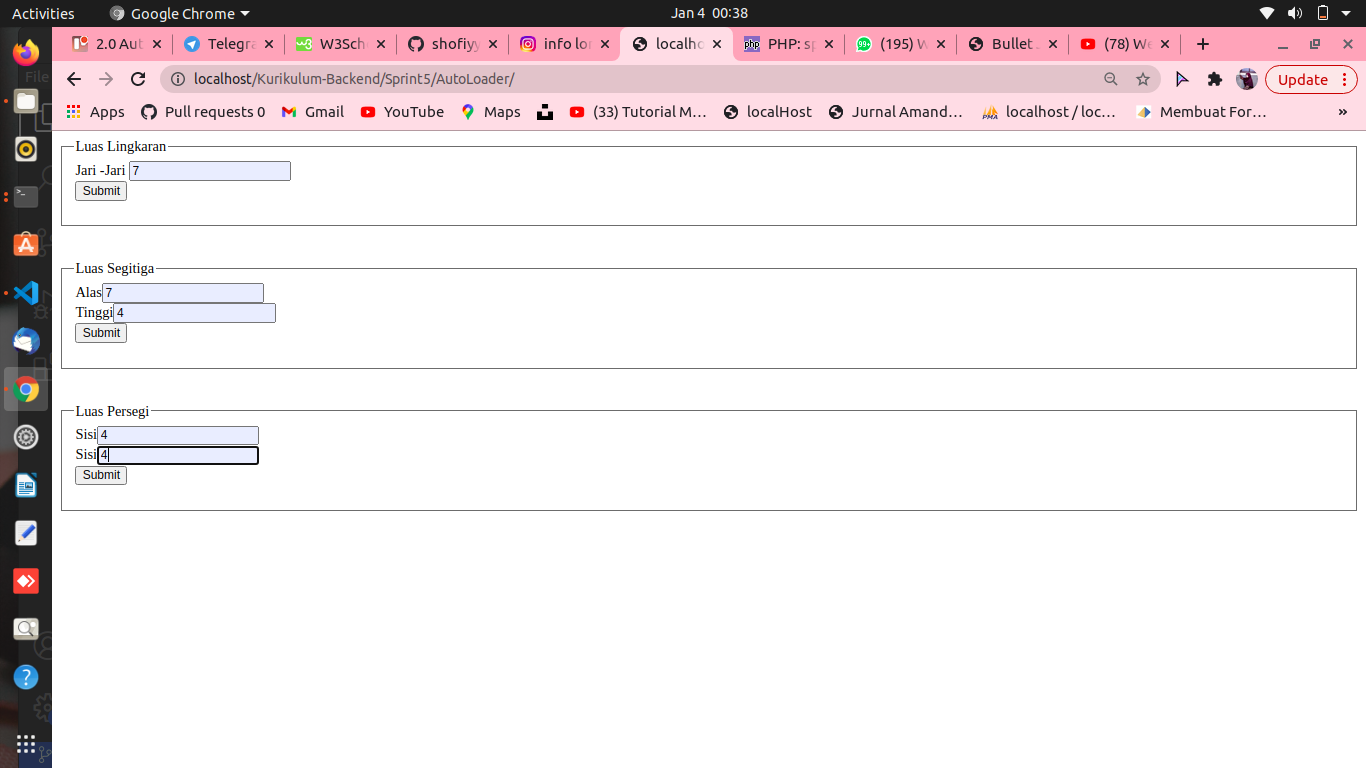 Activities
Google Chrome
Jan 4 00:38
2.0 Aut
Telegra
W3Sch
shofiyy
info lor
localho
PHP: sp
(195) W
Bullet
(78) We
localhost/Kurikulum-Backend/Sprint5/AutoLoader/
Update
Apps
Pull requests 0
Gmail
YouTube
Maps
(33) Tutorial M...
localHost
Jurnal Amand...
localhost / loc...
Membuat For...
»
File
Luas Lingkaran
Jari -Jari 7
Submit
Luas Segitiga
Alas 7
Tinggi 4
Submit
Luas Persegi
Sisi 4
Sisi 4
Submit